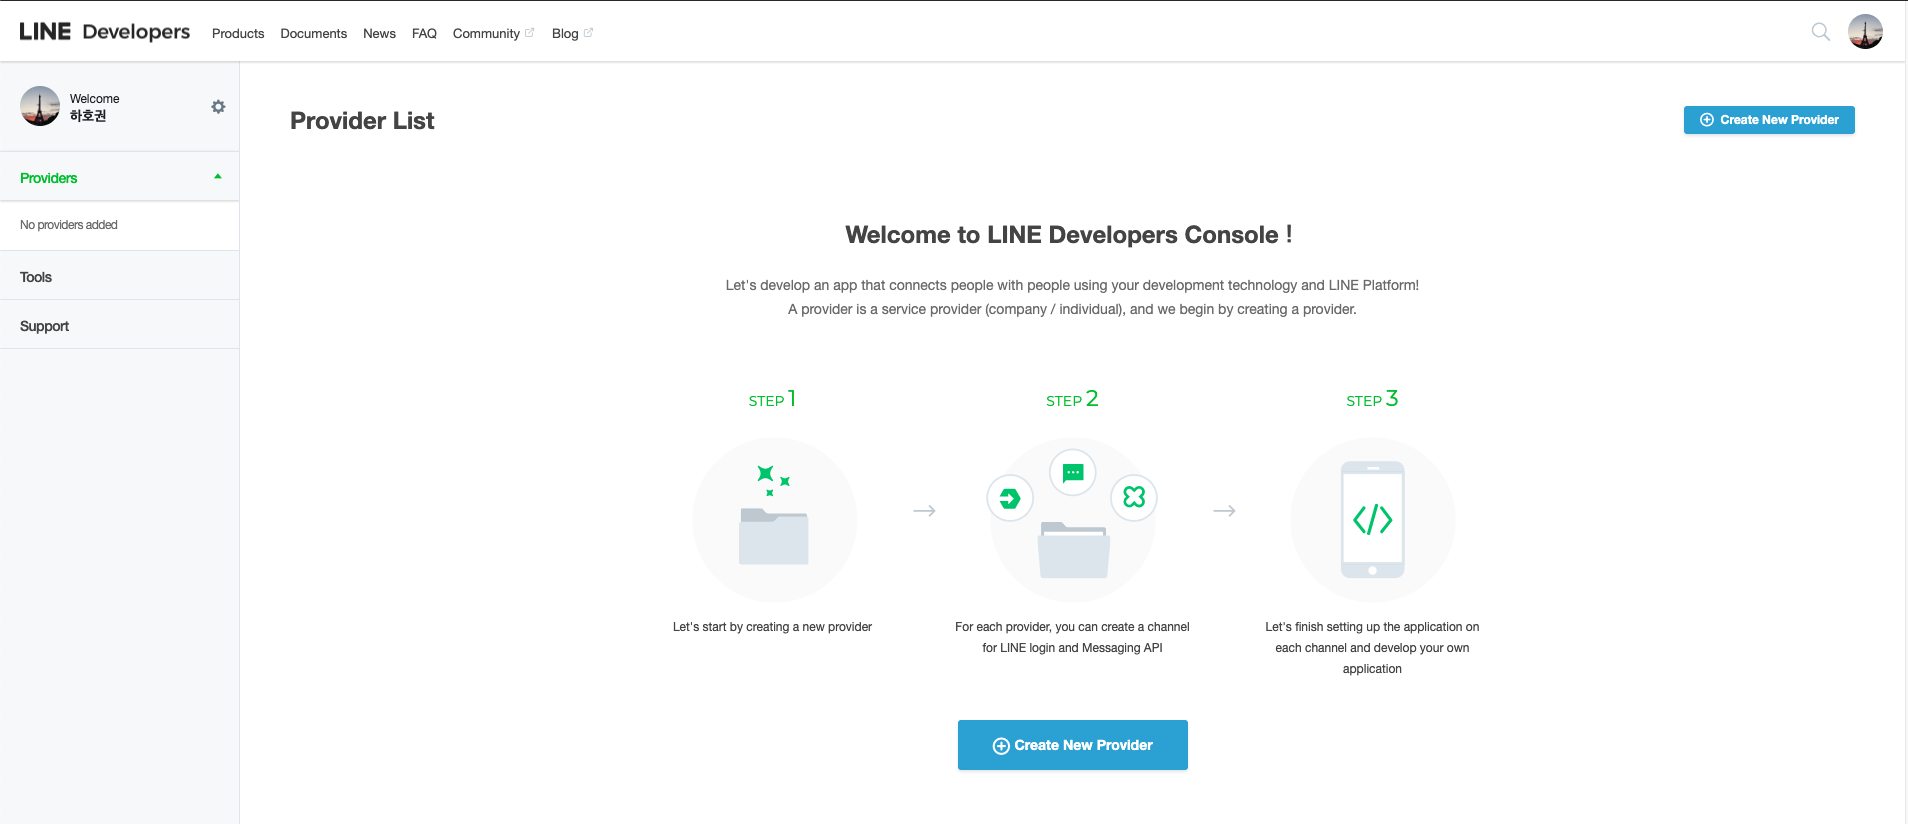 LINE Developers
Products Documents News FAQ Community Blog
Welcome
하호권
Providers
No providers added
Tools
Support
Provider List
Create New Provider
Welcome to LINE Developers Console !
Let's develop an app that connects people with people using your development technology and LINE Platform!
A provider is a service provider (company / individual), and we begin by creating a provider.
STEP 1
Let's start by creating a new provider
STEP 2
For each provider, you can create a channel
for LINE login and Messaging API
STEP 3
Let's finish setting up the application on
each channel and develop your own
application
Create New Provider